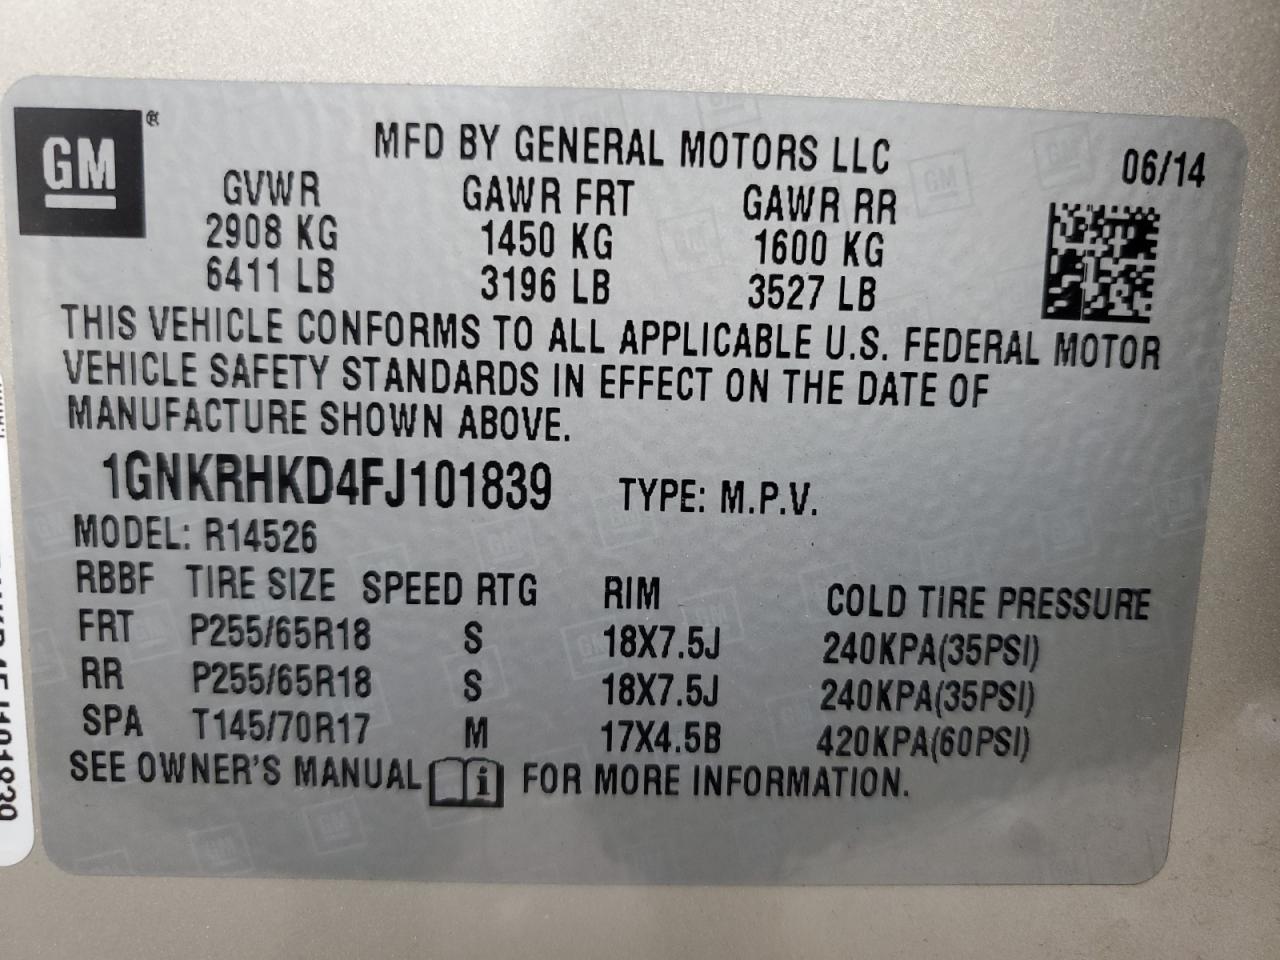 GM®
MFD BY GENERAL MOTORS LLC
06/14
GVWR GAWR FRT GAWR RR
2908 KG 1450 KG 1600 KG
6411 LB 3196 LB 3527 LB
THIS VEHICLE CONFORMS TO ALL APPLICABLE U.S. FEDERAL MOTOR
VEHICLE SAFETY STANDARDS IN EFFECT ON THE DATE OF
MANUFACTURE SHOWN ABOVE.
1GNKRHKD4FJ101839 TYPE: M.P.V.
MODEL: R14526
RBBF TIRE SIZE SPEED RTG RIM COLD TIRE PRESSURE
FRT P255/65R18 S 18X7.5J 240KPA(35PSI)
RR P255/65R18 S 18X7.5J 240KPA(35PSI)
SPA T145/70R17 M 17X4.5B 420KPA(60PSI)
SEE OWNER'S MANUAL i FOR MORE INFORMATION.